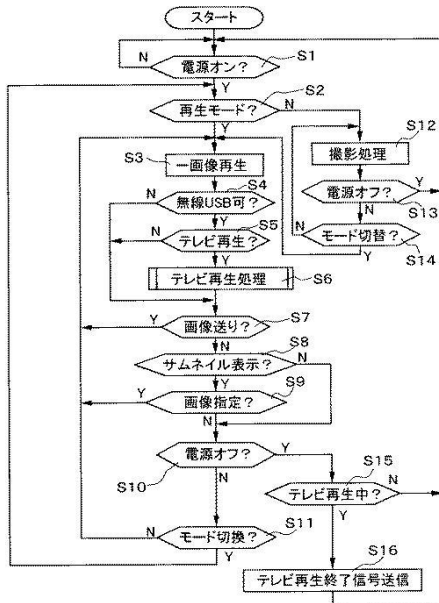 スタート
N
電源オン？
S1
Y
再生モード？
S2
N
Y
S12
撮影処理
S3
一画像再生
S4
N
無線USB可？
Y
電源オフ？
Y
S13
N
N
テレビ再生？
S5
Y
N
モード切替？
S14
Y
テレビ再生処理
S6
Y
画像送り？
S7
N
S8
サムネイル表示？
N
Y
S9
Y
画像指定？
N
電源オフ？
Y
S10
N
S15
テレビ再生中？
N
Y
N
モード切換？
S11
Y
S16
テレビ再生終了信号送信